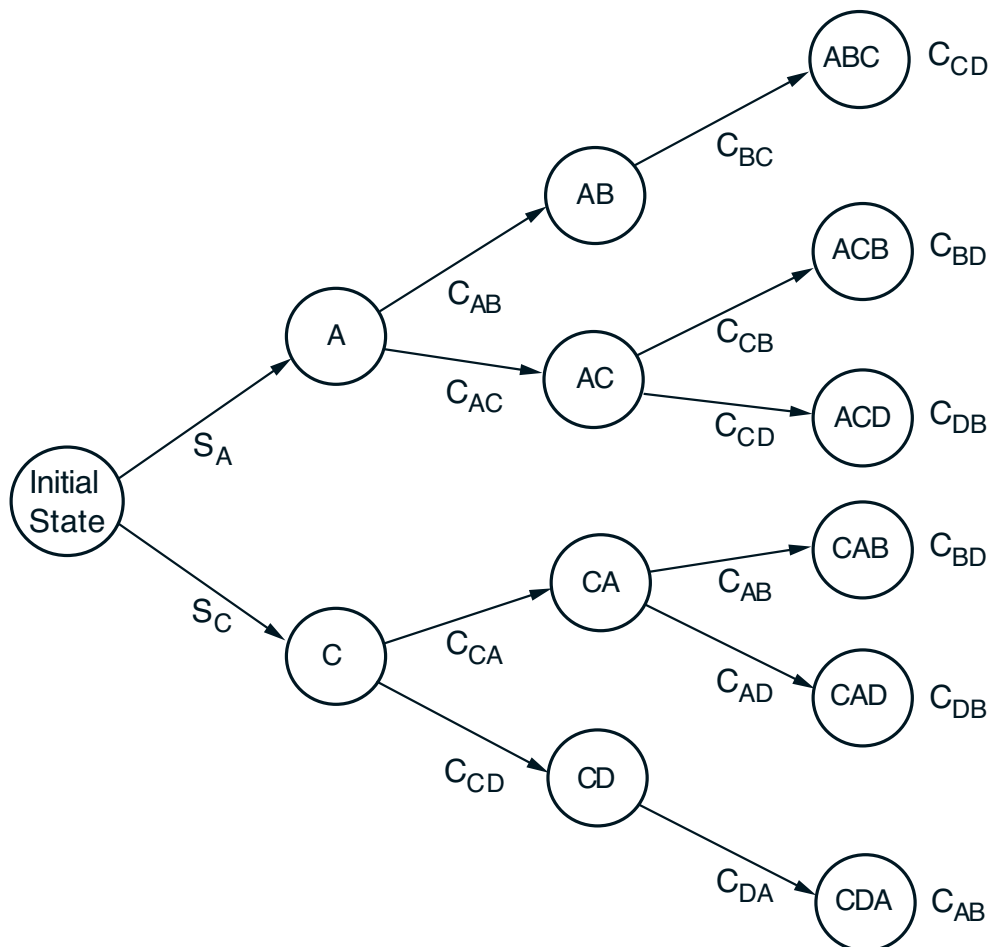 ABC C_CD
C_BC
AB
ACB C_BD
C_AB
A
C_CB
AC
C_AC
ACD C_DB
C_CD
S_A
Initial
State
CAB C_BD
CA
C_AB
S_C
C_CA
C
C_AD
CAD C_DB
C_CD
CD
C_DA
CDA C_AB